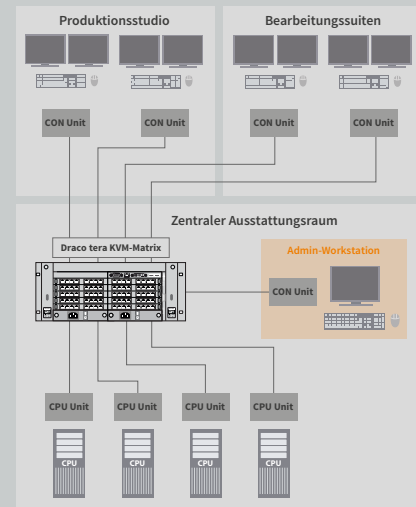 Produktionsstudio
Bearbeitungssuiten
CON Unit
CON Unit
CON Unit
CON Unit
Zentraler Ausstattungsraum
Draco tera KVM-Matrix
Admin-Workstation
CON Unit
CPU Unit
CPU Unit
CPU Unit
CPU Unit
CPU
CPU
CPU
CPU